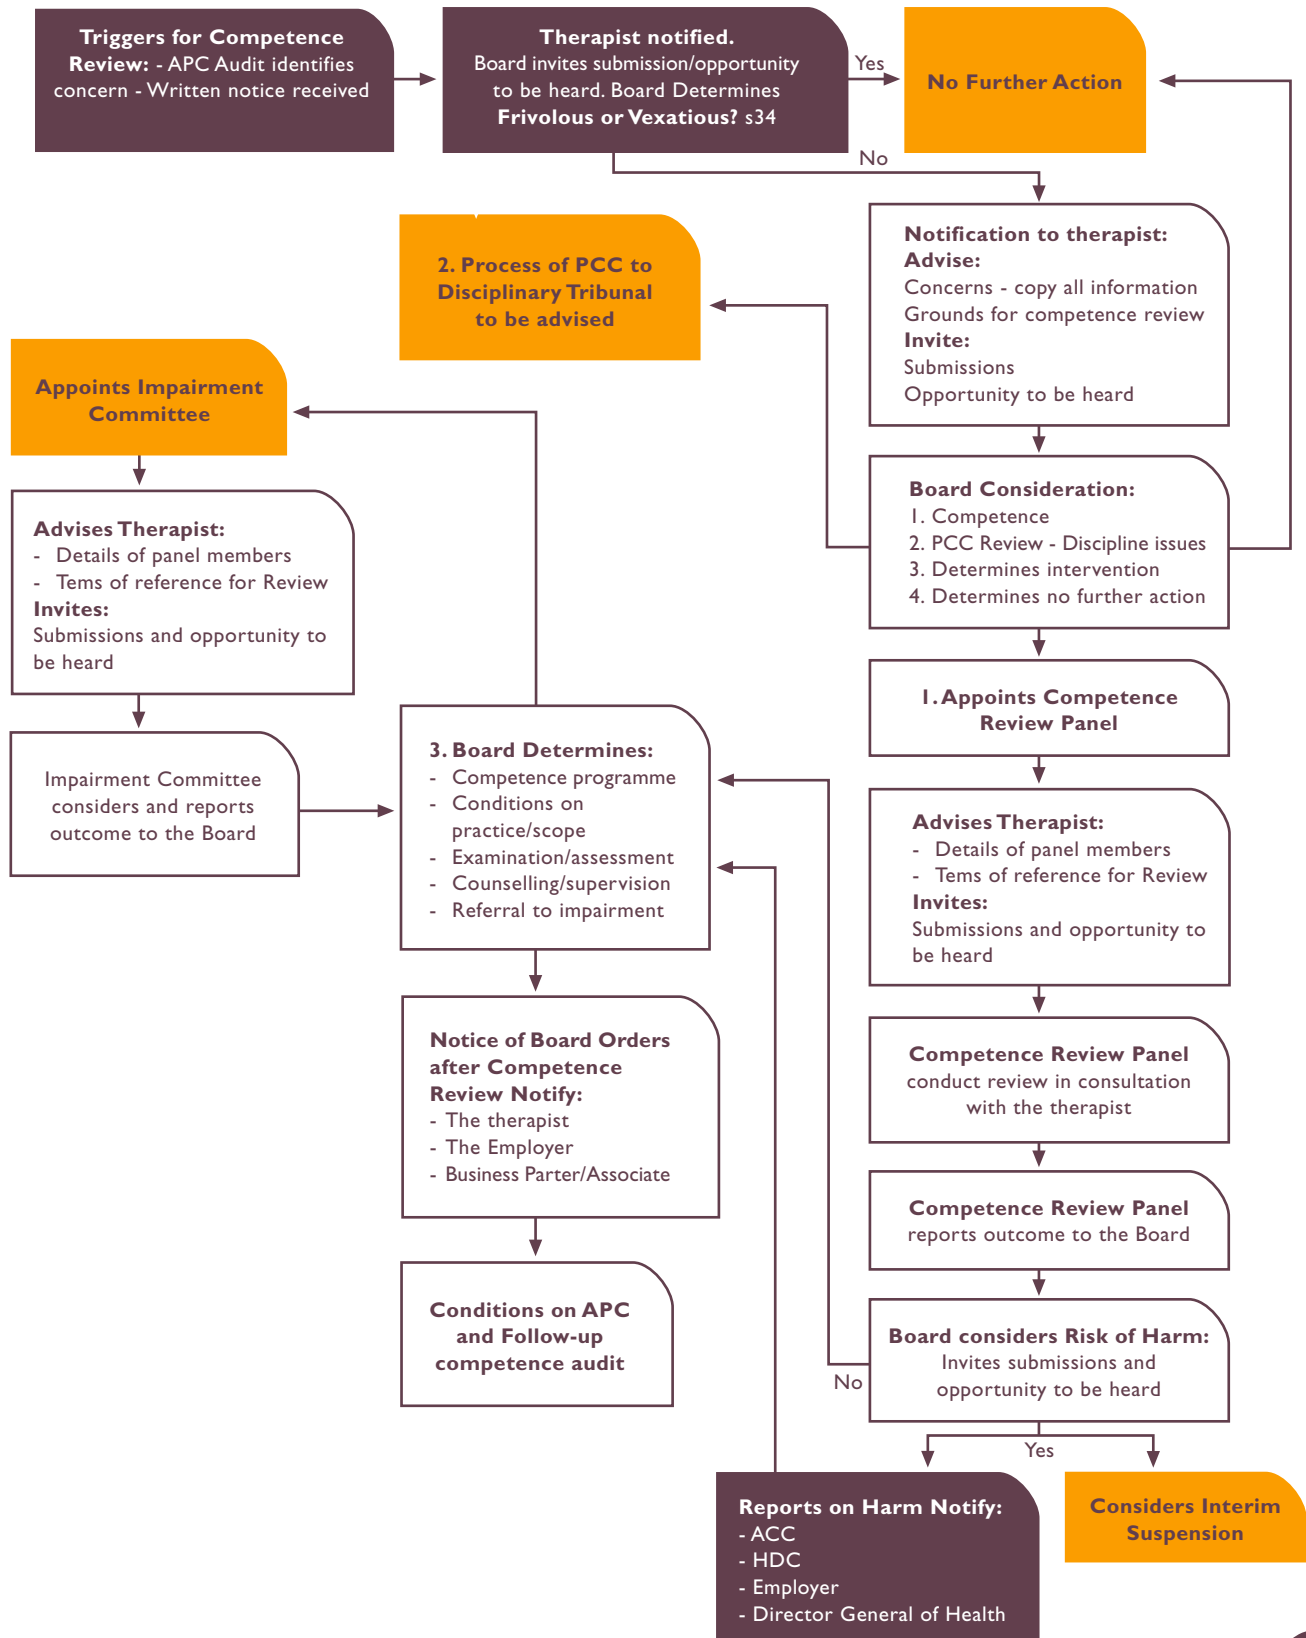 Triggers for Competence
Review: - APC Audit identifies
concern - Written notice received
Therapist notified.
Board invites submission/opportunity
to be heard. Board Determines
Frivolous or Vexatious? s34
Yes
No Further Action
No
Notification to therapist:
Advise:
Concerns - copy all information
Grounds for competence review
Invite:
Submissions
Opportunity to be heard
2. Process of PCC to
Disciplinary Tribunal
to be advised
Appoints Impairment
Committee
Board Consideration:
1. Competence
2. PCC Review - Discipline issues
3. Determines intervention
4. Determines no further action
Advises Therapist:
- Details of panel members
- Tems of reference for Review
Invites:
Submissions and opportunity to
be heard
1. Appoints Competence
Review Panel
Impairment Committee
considers and reports
outcome to the Board
3. Board Determines:
- Competence programme
- Conditions on
practice/scope
- Examination/assessment
- Counselling/supervision
- Referral to impairment
Advises Therapist:
- Details of panel members
- Tems of reference for Review
Invites:
Submissions and opportunity to
be heard
Notice of Board Orders
after Competence
Review Notify:
- The therapist
- The Employer
- Business Parter/Associate
Competence Review Panel
conduct review in consultation
with the therapist
Competence Review Panel
reports outcome to the Board
Conditions on APC
and Follow-up
competence audit
Board considers Risk of Harm:
Invites submissions and
opportunity to be heard
No
Yes
Reports on Harm Notify:
- ACC
- HDC
- Employer
- Director General of Health
Considers Interim
Suspension